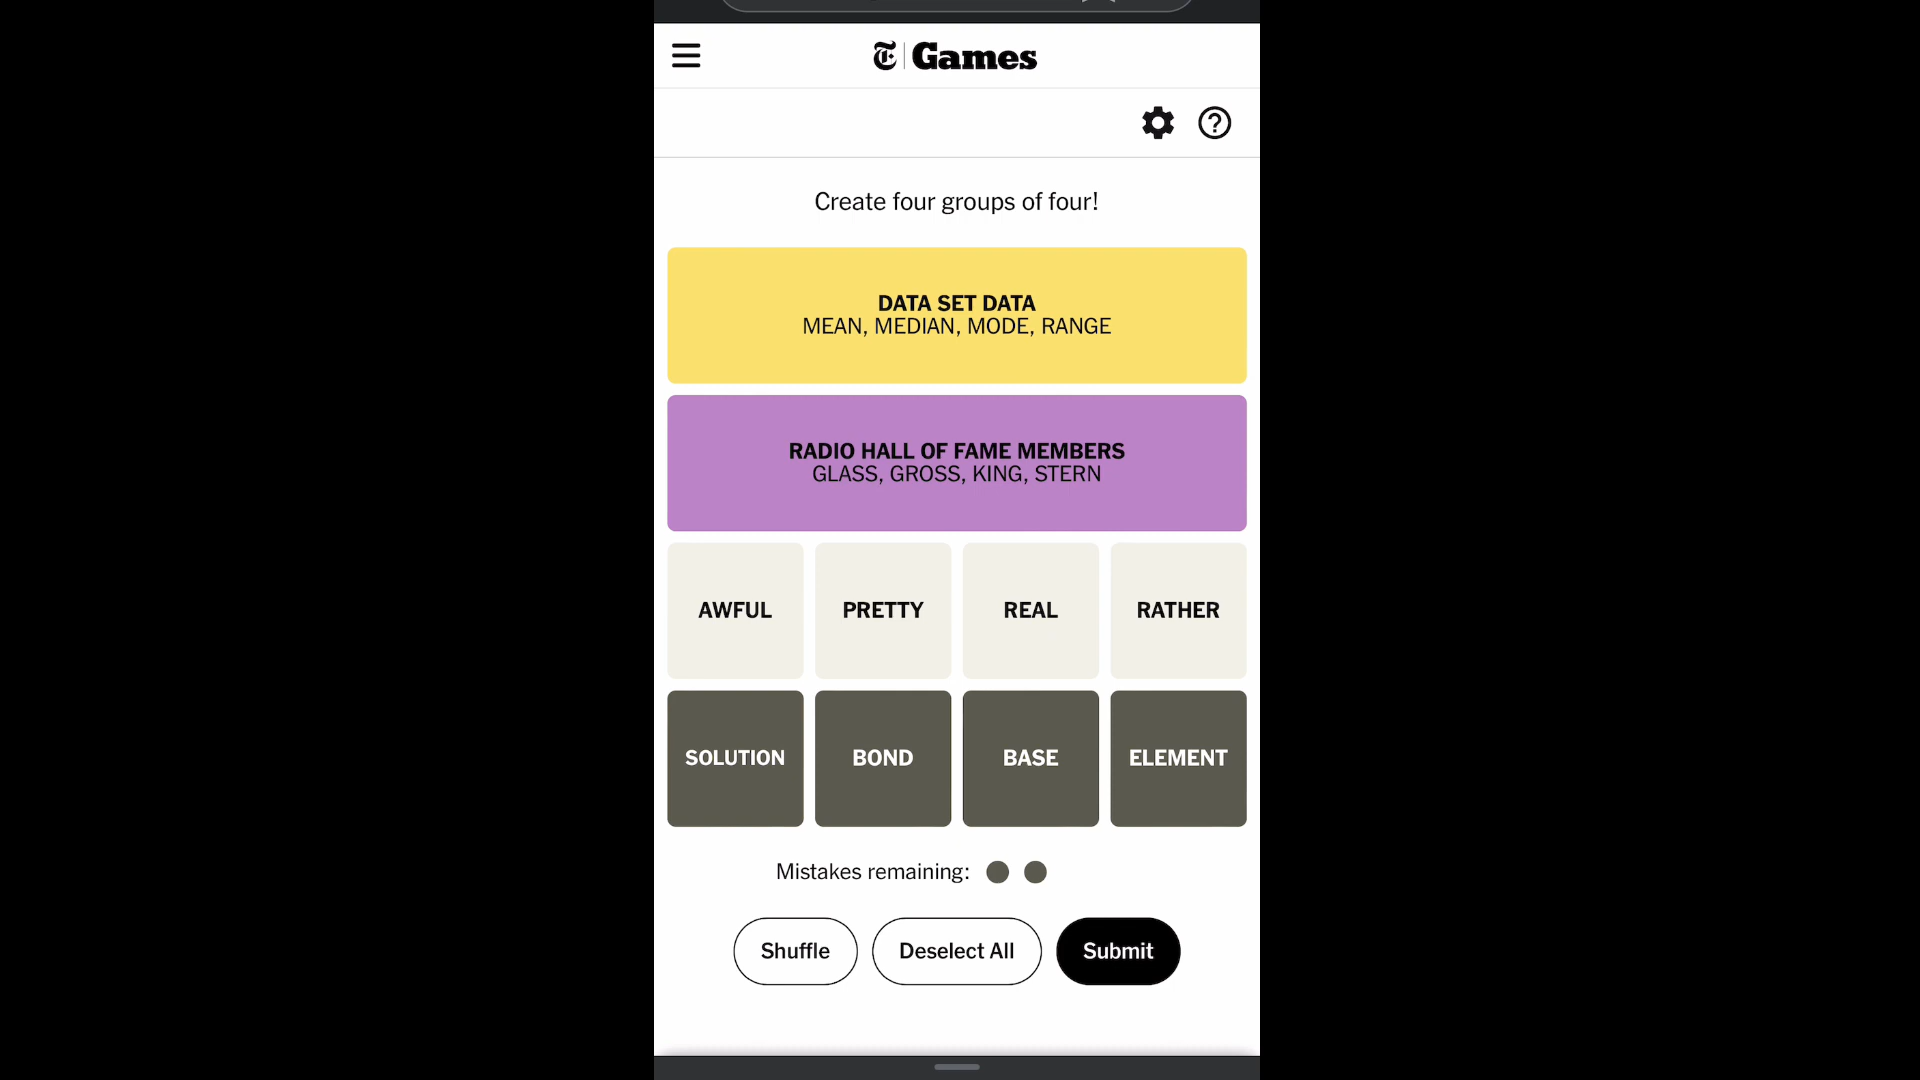 T Games
Create four groups of four!
DATA SET DATA
MEAN, MEDIAN, MODE, RANGE
RADIO HALL OF FAME MEMBERS
GLASS, GROSS, KING, STERN
AWFUL PRETTY REAL RATHER
SOLUTION BOND BASE ELEMENT
Mistakes remaining:
Shuffle Deselect All Submit